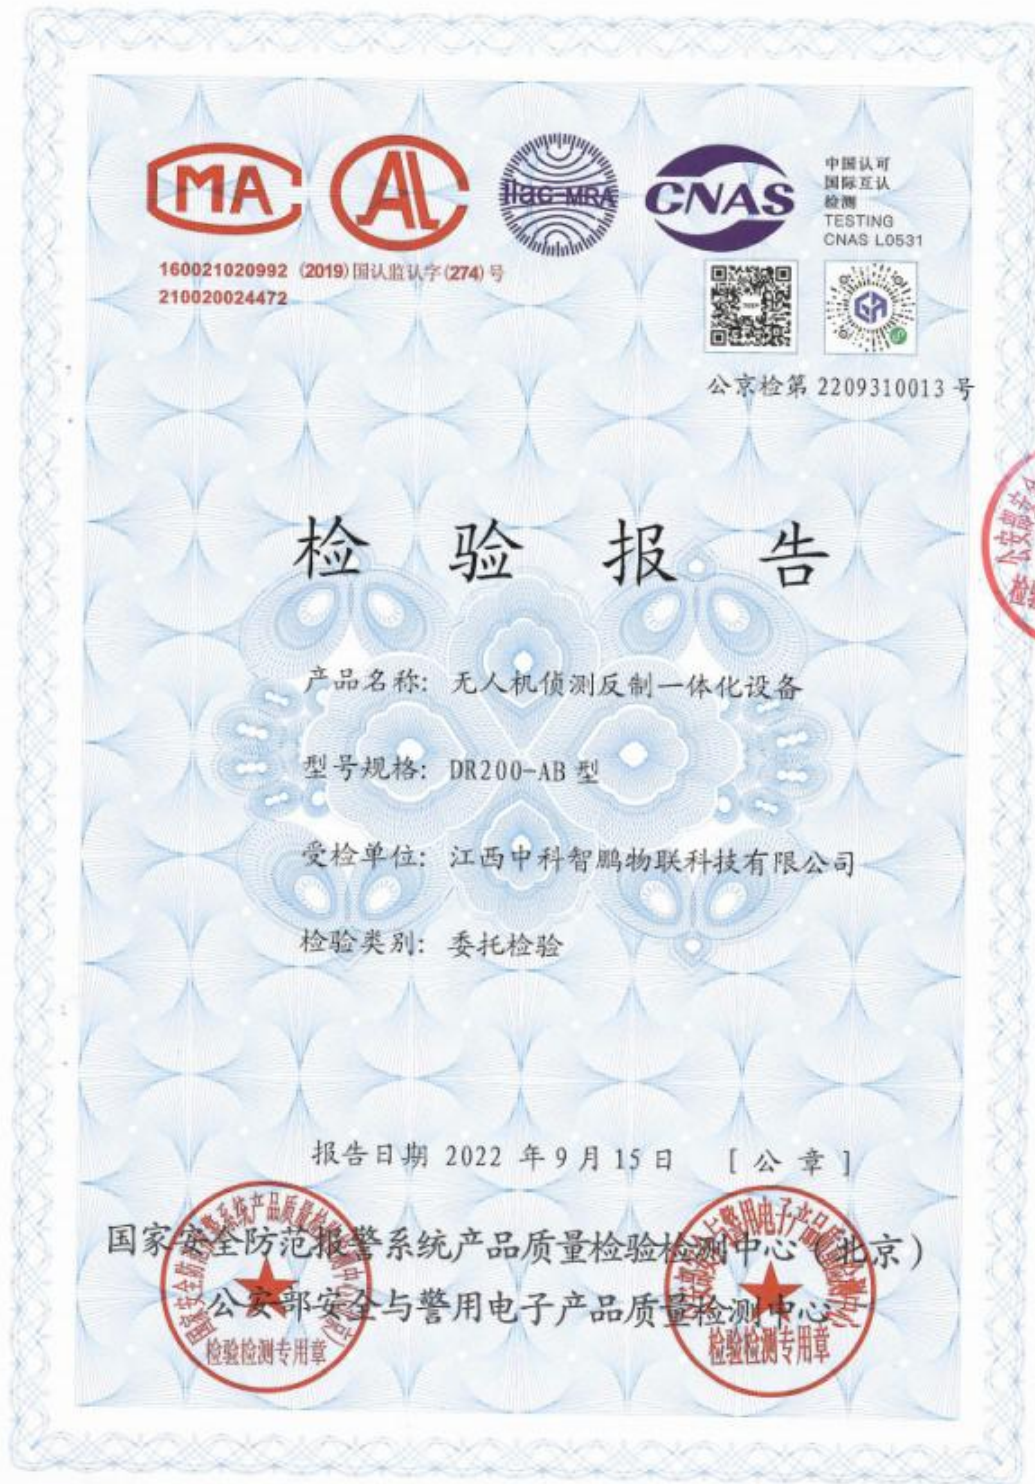 MA
AL
ilac-MRA
CNAS
中国认可
国际互认
检测
TESTING
CNAS L0531
160021020992 (2019)国认监认字(274)号
210020024472
公京检第 2209310013 号
检验报告
产品名称: 无人机侦测反制一体化设备
型号规格: DR200-AB 型
受检单位: 江西中科智鹏物联科技有限公司
检验类别: 委托检验
报告日期 2022 年 9 月 15 日 [ 公 章 ]
国家安全防范报警系统产品质量检验检测中心（北京）
公安部安全与警用电子产品质量检测中心
检验检测专用章
检验检测专用章